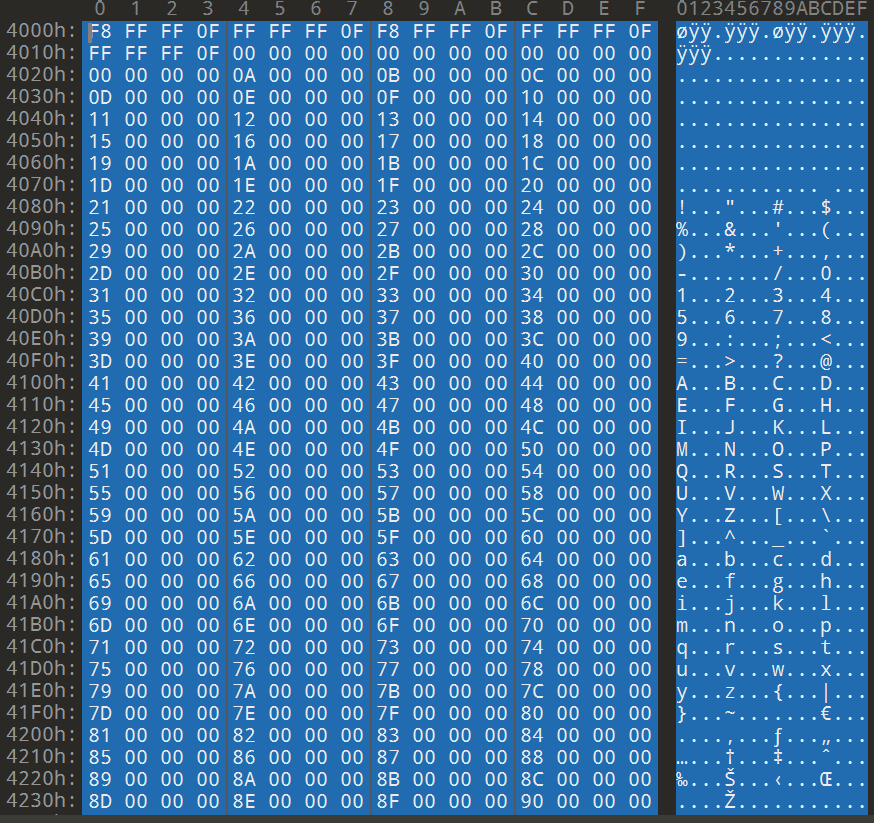 0 1 2 3 4 5 6 7 8 9 A B C D E F 0123456789ABCDEF
4000h: F8 FF FF 0F FF FF FF 0F F8 FF FF 0F FF FF FF 0F øÿÿ.ÿÿÿ.øÿÿ.ÿÿÿ.
4010h: FF FF FF 0F 00 00 00 00 00 00 00 00 00 00 00 00 ÿÿÿ.............
4020h: 00 00 00 00 0A 00 00 00 0B 00 00 00 0C 00 00 00 ................
4030h: 0D 00 00 00 0E 00 00 00 0F 00 00 00 10 00 00 00 ................
4040h: 11 00 00 00 12 00 00 00 13 00 00 00 14 00 00 00 ................
4050h: 15 00 00 00 16 00 00 00 17 00 00 00 18 00 00 00 ................
4060h: 19 00 00 00 1A 00 00 00 1B 00 00 00 1C 00 00 00 ................
4070h: 1D 00 00 00 1E 00 00 00 1F 00 00 00 20 00 00 00 ............ ...
4080h: 21 00 00 00 22 00 00 00 23 00 00 00 24 00 00 00 !..."...#...$...
4090h: 25 00 00 00 26 00 00 00 27 00 00 00 28 00 00 00 %...&...'...(...
40A0h: 29 00 00 00 2A 00 00 00 2B 00 00 00 2C 00 00 00 )...*...+...,...
40B0h: 2D 00 00 00 2E 00 00 00 2F 00 00 00 30 00 00 00 -......./...0...
40C0h: 31 00 00 00 32 00 00 00 33 00 00 00 34 00 00 00 1...2...3...4...
40D0h: 35 00 00 00 36 00 00 00 37 00 00 00 38 00 00 00 5...6...7...8...
40E0h: 39 00 00 00 3A 00 00 00 3B 00 00 00 3C 00 00 00 9...:...;...<...
40F0h: 3D 00 00 00 3E 00 00 00 3F 00 00 00 40 00 00 00 =...>...?...@...
4100h: 41 00 00 00 42 00 00 00 43 00 00 00 44 00 00 00 A...B...C...D...
4110h: 45 00 00 00 46 00 00 00 47 00 00 00 48 00 00 00 E...F...G...H...
4120h: 49 00 00 00 4A 00 00 00 4B 00 00 00 4C 00 00 00 I...J...K...L...
4130h: 4D 00 00 00 4E 00 00 00 4F 00 00 00 50 00 00 00 M...N...O...P...
4140h: 51 00 00 00 52 00 00 00 53 00 00 00 54 00 00 00 Q...R...S...T...
4150h: 55 00 00 00 56 00 00 00 57 00 00 00 58 00 00 00 U...V...W...X...
4160h: 59 00 00 00 5A 00 00 00 5B 00 00 00 5C 00 00 00 Y...Z...[...\...
4170h: 5D 00 00 00 5E 00 00 00 5F 00 00 00 60 00 00 00 ]...^..._...`...
4180h: 61 00 00 00 62 00 00 00 63 00 00 00 64 00 00 00 a...b...c...d...
4190h: 65 00 00 00 66 00 00 00 67 00 00 00 68 00 00 00 e...f...g...h...
41A0h: 69 00 00 00 6A 00 00 00 6B 00 00 00 6C 00 00 00 i...j...k...l...
41B0h: 6D 00 00 00 6E 00 00 00 6F 00 00 00 70 00 00 00 m...n...o...p...
41C0h: 71 00 00 00 72 00 00 00 73 00 00 00 74 00 00 00 q...r...s...t...
41D0h: 75 00 00 00 76 00 00 00 77 00 00 00 78 00 00 00 u...v...w...x...
41E0h: 79 00 00 00 7A 00 00 00 7B 00 00 00 7C 00 00 00 y...z...{...|...
41F0h: 7D 00 00 00 7E 00 00 00 7F 00 00 00 80 00 00 00 }...~.......€...
4200h: 81 00 00 00 82 00 00 00 83 00 00 00 84 00 00 00 ....‚...ƒ...„...
4210h: 85 00 00 00 86 00 00 00 87 00 00 00 88 00 00 00 …...†...‡...ˆ...
4220h: 89 00 00 00 8A 00 00 00 8B 00 00 00 8C 00 00 00 ‰...Š...‹...Œ...
4230h: 8D 00 00 00 8E 00 00 00 8F 00 00 00 90 00 00 00 ....Ž...........